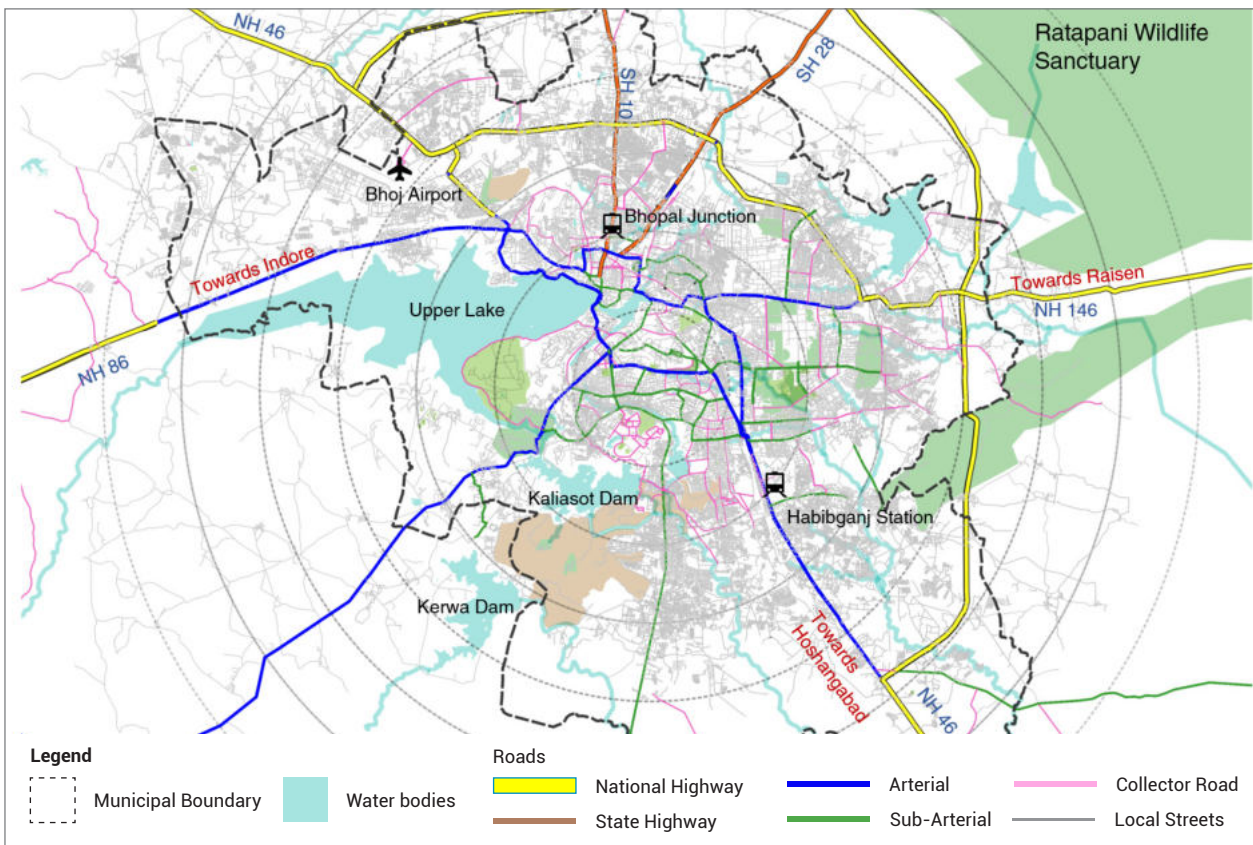 NH 46
SH 10
SH 28
Ratapani Wildlife
Sanctuary
Bhoj Airport
Bhopal Junction
Towards Indore
Upper Lake
Towards Raisen
NH 146
NH 86
Kaliasot Dam
Habibganj Station
Kerwa Dam
Towards
Hoshangabad
NH 46
Legend
Municipal Boundary
Water bodies
Roads
National Highway
State Highway
Arterial
Sub-Arterial
Collector Road
Local Streets